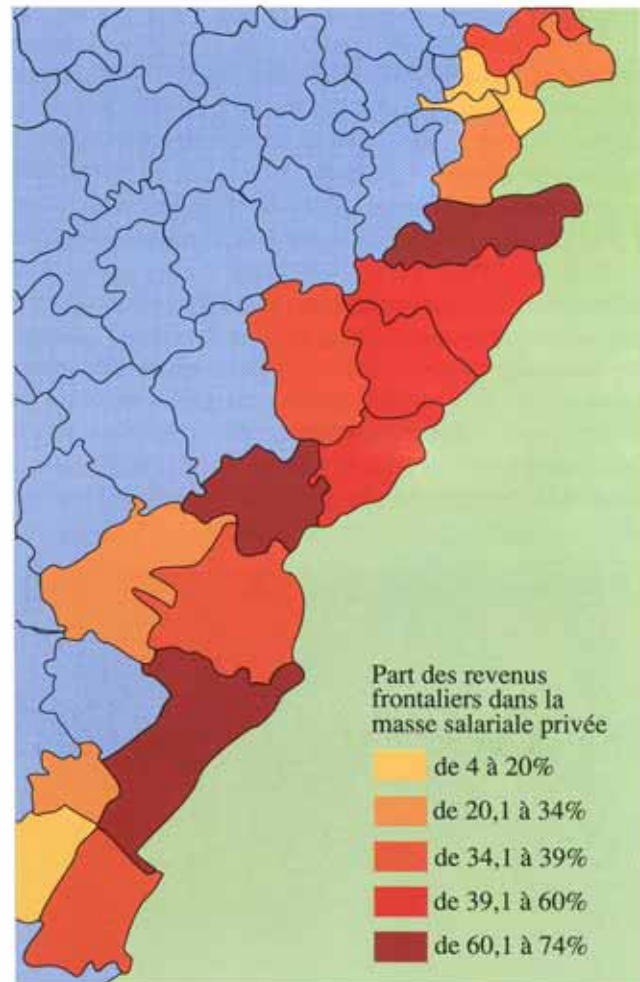 Part des revenus
frontaliers dans la
masse salariale privée
de 4 à 20%
de 20,1 à 34%
de 34,1 à 39%
de 39,1 à 60%
de 60,1 à 74%